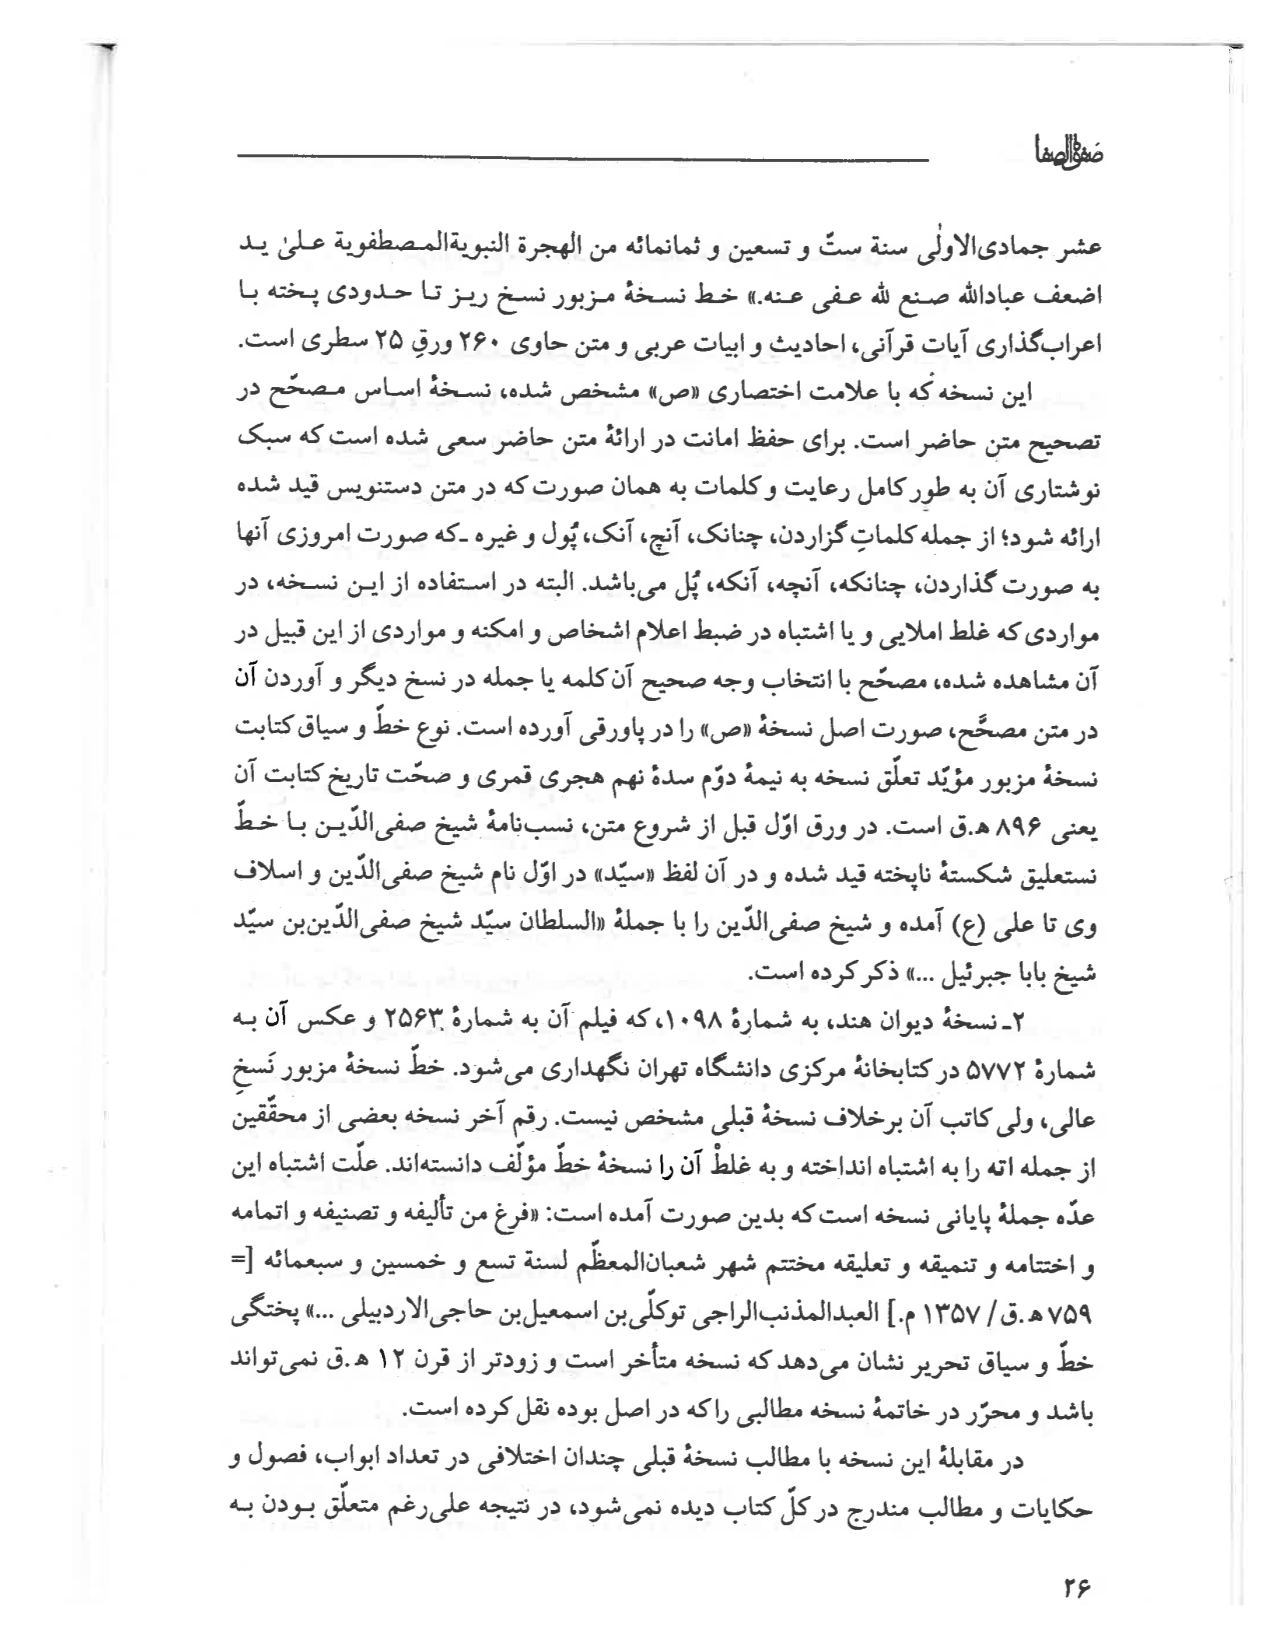 صفوةالصفا
عشر جمادی‌الاولٰی سنة ستّ و تسعین و ثمانمائه من الهجرة النبویةالمصطفویة علیٰ ید
اضعف عبادالله صنع لله عفی عنه.» خط نسخهٔ مزبور نسخ ریز تا حدودی پخته با
اعراب‌گذاری آیات قرآنی، احادیث و ابیات عربی و متن حاوی ۲۶۰ ورقِ ۲۵ سطری است.
این نسخه که با علامت اختصاری «ص» مشخص شده، نسخهٔ اساس مصحّح در
تصحیح متن حاضر است. برای حفظ امانت در ارائهٔ متن حاضر سعی شده است که سبک
نوشتاری آن به طور کامل رعایت و کلمات به همان صورت که در متن دستنویس قید شده
ارائه شود؛ از جمله کلماتِ گزاردن، چنانک، آنچ، آنک، پُول و غیره ـ‌که صورت امروزی آنها
به صورت گذاردن، چنانکه، آنچه، آنکه، پُل می‌باشد. البته در استفاده از این نسخه، در
مواردی که غلط املایی و یا اشتباه در ضبط اعلام اشخاص و امکنه و مواردی از این قبیل در
آن مشاهده شده، مصحّح با انتخاب وجه صحیح آن کلمه یا جمله در نسخ دیگر و آوردن آن
در متن مصحَّح، صورت اصل نسخهٔ «ص» را در پاورقی آورده است. نوع خطّ و سیاق کتابت
نسخهٔ مزبور مؤیّد تعلّق نسخه به نیمهٔ دوّم سدهٔ نهم هجری قمری و صحّت تاریخ کتابت آن
یعنی ۸۹۶ ه‍.ق است. در ورق اوّل قبل از شروع متن، نسب‌نامهٔ شیخ صفی‌الدّین با خطّ
نستعلیق شکستهٔ ناپخته قید شده و در آن لفظ «سیّد» در اوّل نام شیخ صفی‌الدّین و اسلاف
وی تا علی (ع) آمده و شیخ صفی‌الدّین را با جملهٔ «السلطان سیّد شیخ صفی‌الدّین‌بن سیّد
شیخ بابا جبرئیل ...» ذکر کرده است.
۲ـ نسخهٔ دیوان هند، به شمارهٔ ۱۰۹۸، که فیلم آن به شمارهٔ ۲۵۶۳ و عکس آن به
شمارهٔ ۵۷۷۲ در کتابخانهٔ مرکزی دانشگاه تهران نگهداری می‌شود. خطّ نسخهٔ مزبور نَسخِ
عالی، ولی کاتب آن برخلاف نسخهٔ قبلی مشخص نیست. رقم آخر نسخه بعضی از محقّقین
از جمله اته را به اشتباه انداخته و به غلطْ آن را نسخهٔ خطّ مؤلّف دانسته‌اند. علّت اشتباه این
عدّه جملهٔ پایانی نسخه است که بدین صورت آمده است: «فرغ من تألیفه و تصنیفه و اتمامه
و اختتامه و تنمیقه و تعلیقه مختتم شهر شعبان‌المعظّم لسنة تسع و خمسین و سبعمائه [=
۷۵۹ ه‍.ق/ ۱۳۵۷ م.] العبدالمذنب‌الراجی توکلّی‌بن اسمعیل‌بن حاجی‌الاردبیلی ...» پختگی
خطّ و سیاق تحریر نشان می‌دهد که نسخه متأخر است و زودتر از قرن ۱۲ ه‍.ق نمی‌تواند
باشد و محرّر در خاتمهٔ نسخه مطالبی را که در اصل بوده نقل کرده است.
در مقابلهٔ این نسخه با مطالب نسخهٔ قبلی چندان اختلافی در تعداد ابواب، فصول و
حکایات و مطالب مندرج در کلّ کتاب دیده نمی‌شود، در نتیجه علی‌رغم متعلّق بودن به
۲۶